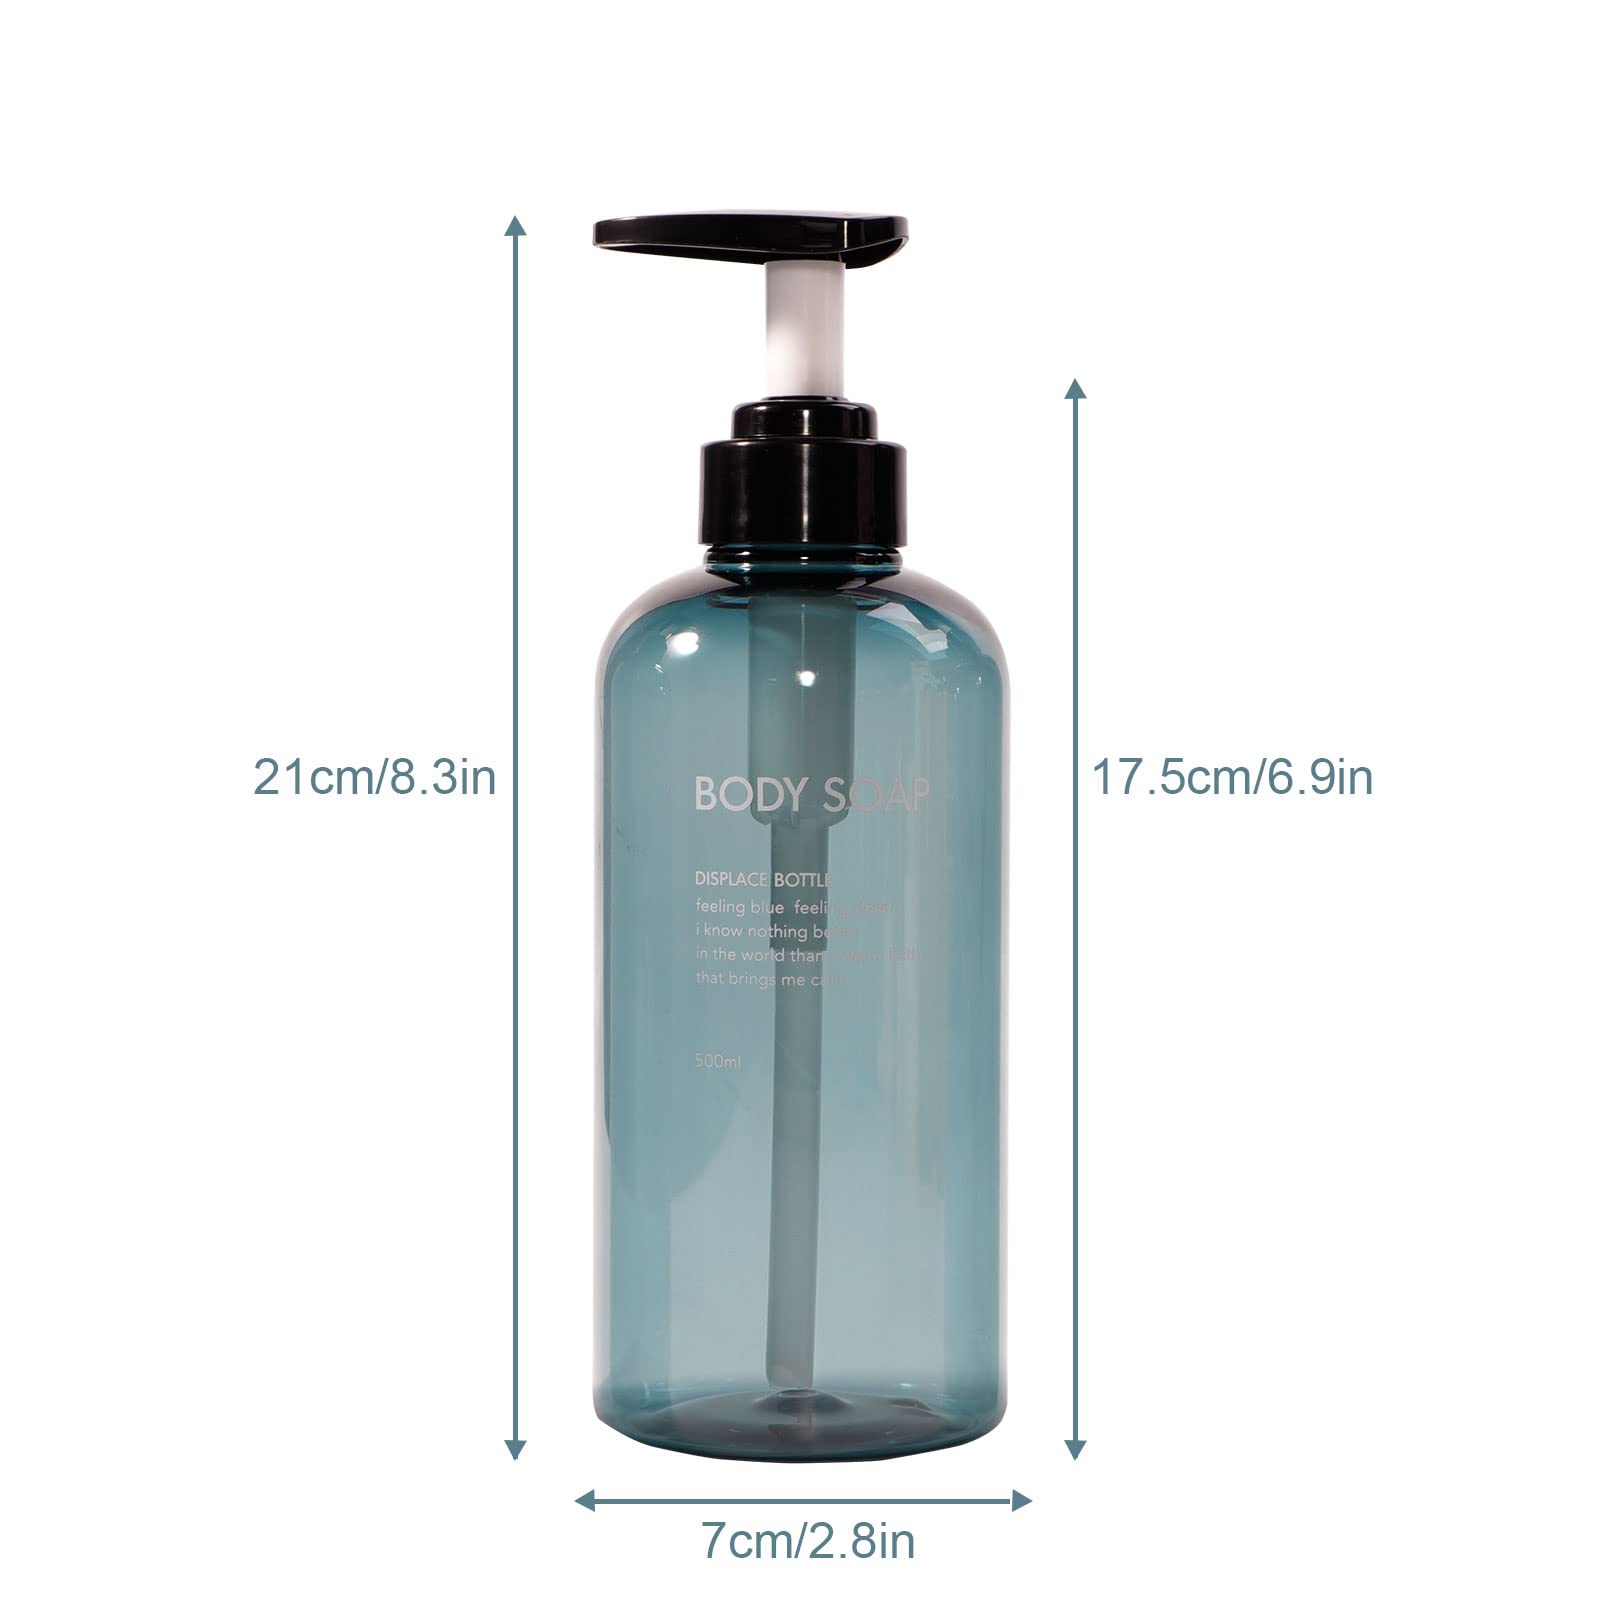 21cm/8.3in
17.5cm/6.9in
BODY SOAP
DISPLACE BOTTLE
feeling blue feeling
i know nothing
in the world than
that brings me
500ml
7cm/2.8in